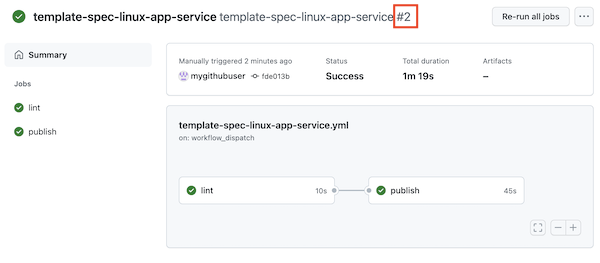 template-spec-linux-app-service template-spec-linux-app-service #2
Re-run all jobs
...
Summary
Jobs
lint
publish
Manually triggered 2 minutes ago
Status
Total duration
Artifacts
mygithubuser fde013b
Success
1m 19s
–
template-spec-linux-app-service.yml
on: workflow_dispatch
lint 10s
publish 45s